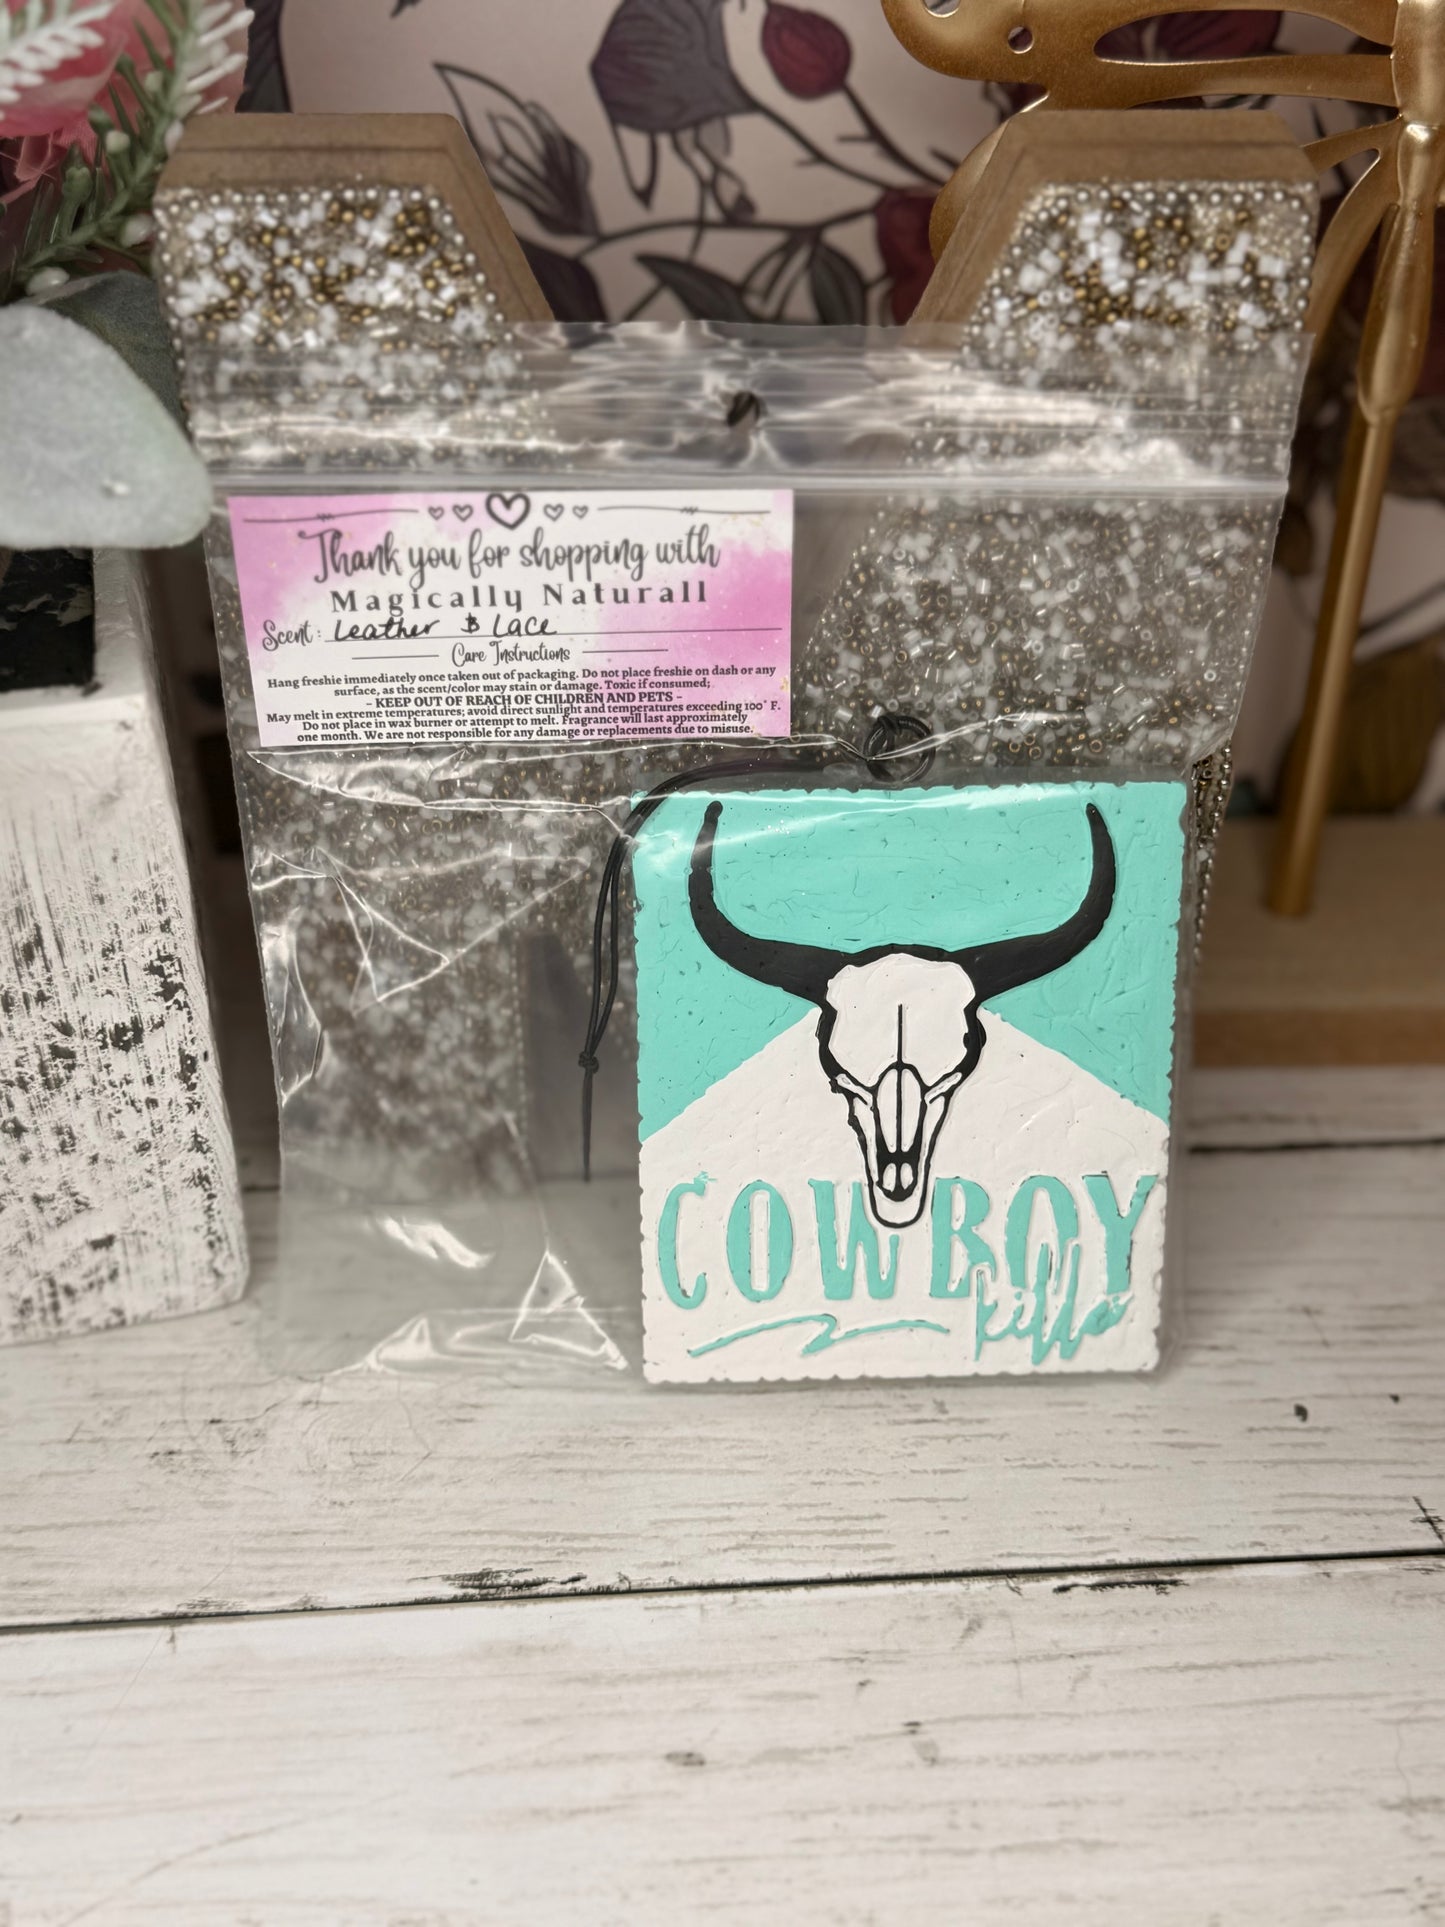 Thank you for shopping with
Magically Naturall
Scent: Leather & Lace
Care Instructions
Hang freshie immediately once taken out of packaging. Do not place freshie on dash or any
surface, as the scent/color may stain or damage. Toxic if consumed;
- KEEP OUT OF REACH OF CHILDREN AND PETS -
May melt in extreme temperatures; avoid direct sunlight and temperatures exceeding 100° F.
Do not place in wax burner or attempt to melt. Fragrance will last approximately
one month. We are not responsible for any damage or replacements due to misuse.
COWBOY
killa